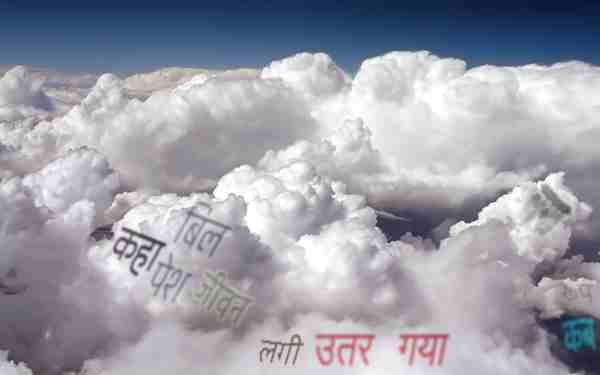 बिल
कहा
पेश जीवन
लगी उतर गया
कब